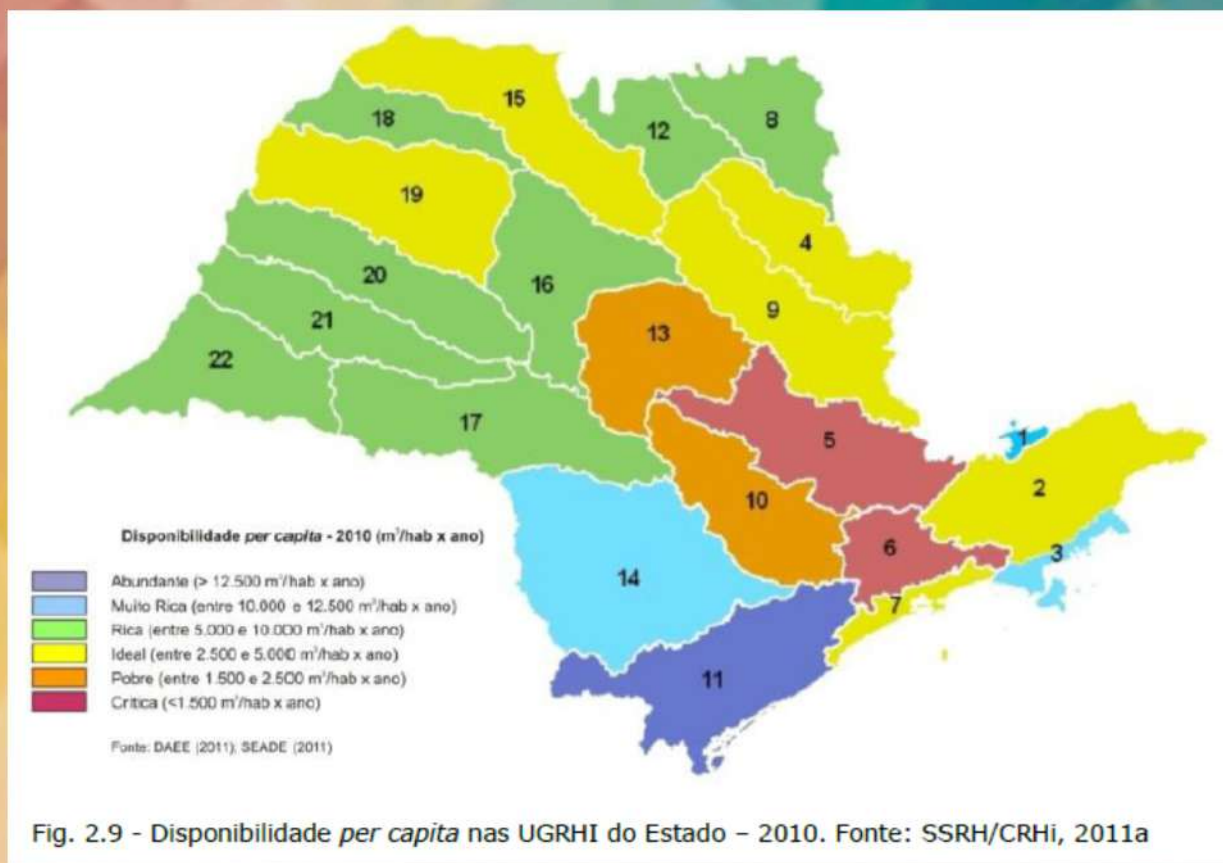 15
18
12
8
19
4
20
16
9
21
13
22
17
5
1
2
10
3
6
14
7
11
Disponibilidade per capita - 2010 (m³/hab x ano)
Abundante (> 12.500 m³/hab x ano)
Muito Rica (entre 10.000 e 12.500 m³/hab x ano)
Rica (entre 5.000 e 10.000 m³/hab x ano)
Ideal (entre 2.500 e 5.000 m³/hab x ano)
Pobre (entre 1.500 e 2.500 m³/hab x ano)
Crítica (<1.500 m³/hab x ano)
Fonte: DAEE (2011); SEADE (2011)
Fig. 2.9 - Disponibilidade per capita nas UGRHI do Estado – 2010. Fonte: SSRH/CRHi, 2011a